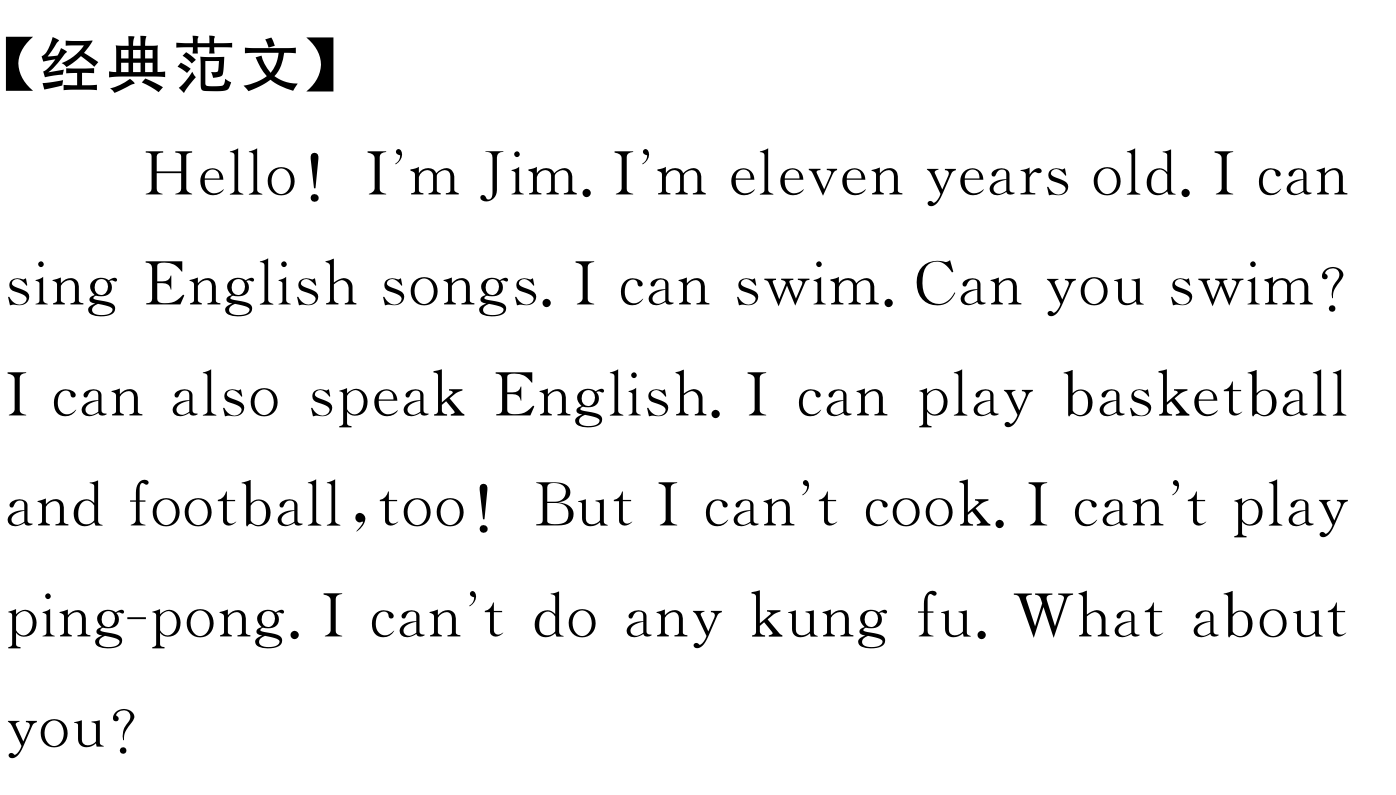 【经典范文】
Hello! I'm Jim. I'm eleven years old. I can
sing English songs. I can swim. Can you swim?
I can also speak English. I can play basketball
and football,too! But I can't cook. I can't play
ping-pong. I can't do any kung fu. What about
you?